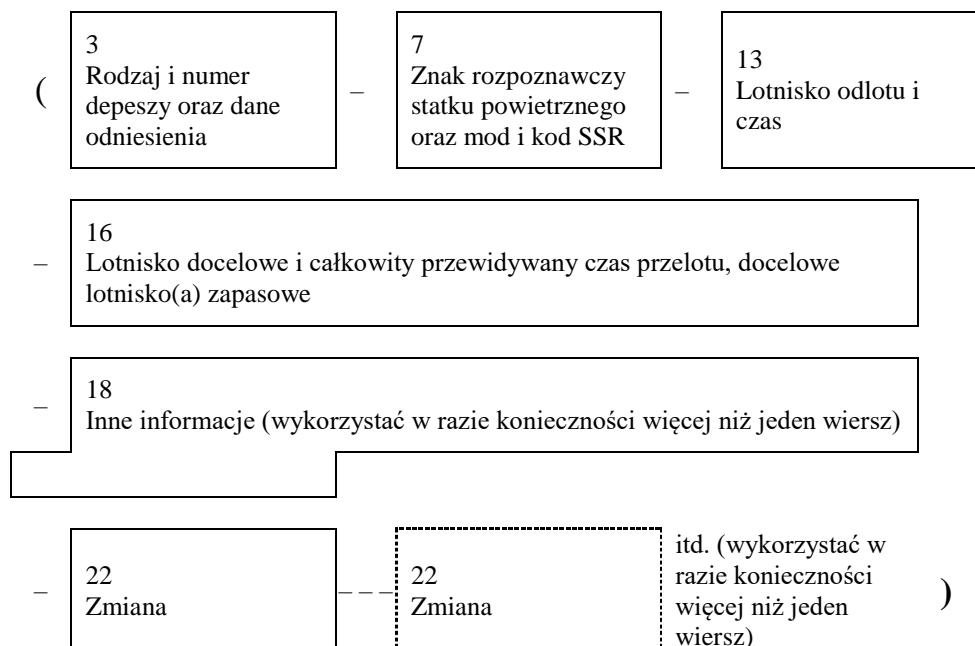 (
3
Rodzaj i numer
depeszy oraz dane
odniesienia
–
7
Znak rozpoznawczy
statku powietrznego
oraz mod i kod SSR
–
13
Lotnisko odlotu i
czas
–
16
Lotnisko docelowe i całkowity przewidywany czas przelotu, docelowe
lotnisko(a) zapasowe
–
18
Inne informacje (wykorzystać w razie konieczności więcej niż jeden wiersz)
–
22
Zmiana
–––
22
Zmiana
itd. (wykorzystać w
razie konieczności
więcej niż jeden
wiersz)
)